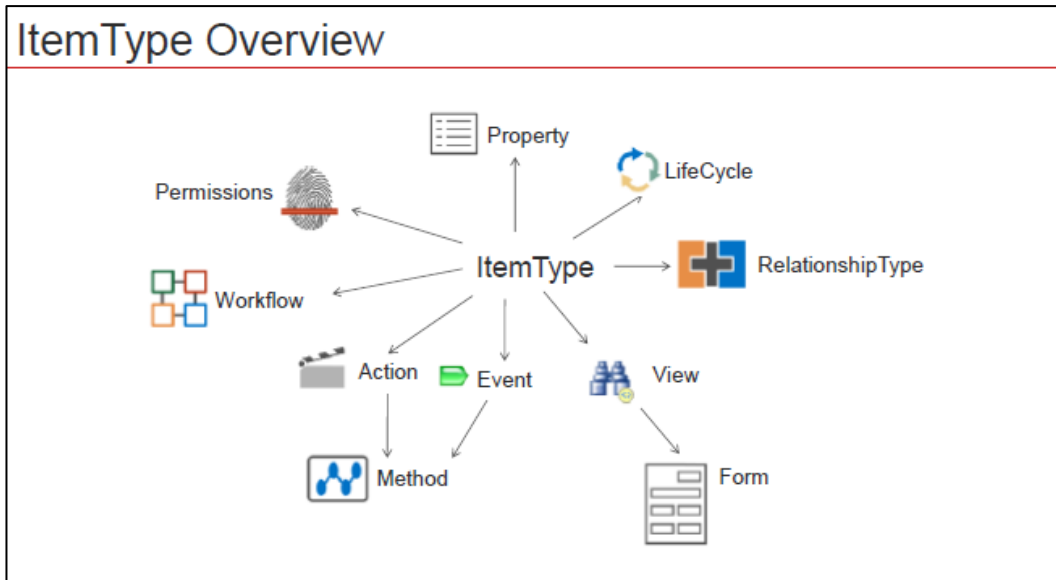 ItemType Overview
Property
LifeCycle
Permissions
ItemType
RelationshipType
Workflow
Action
Event
View
Method
Form